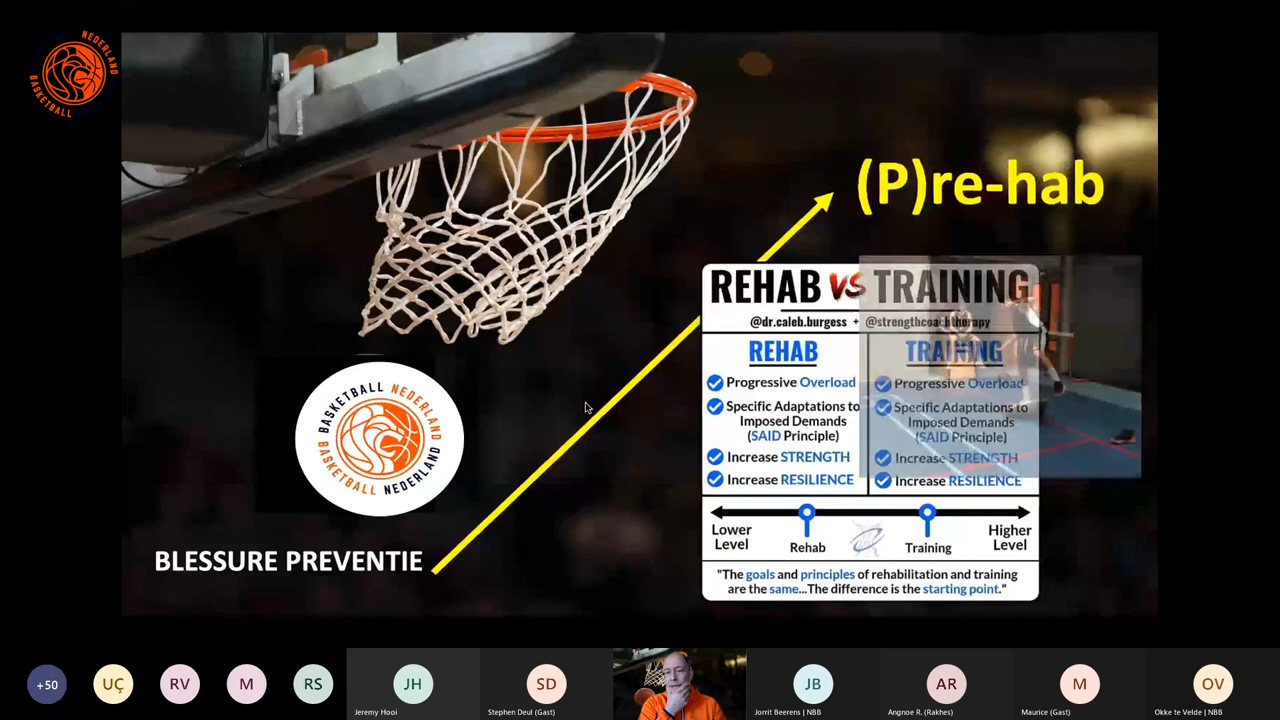 BASKETBALL NEDERLAND
(P)re-hab
REHAB VS TRAINING
@dr.caleb.burgess + @strengthcoachtherapy
REHAB
Progressive Overload
Specific Adaptations to
Imposed Demands
(SAID Principle)
Increase STRENGTH
Increase RESILIENCE
TRAINING
Progressive Overload
Specific Adaptations to
Imposed Demands
(SAID Principle)
Increase STRENGTH
Increase RESILIENCE
Lower
Level
Rehab
Training
Higher
Level
"The goals and principles of rehabilitation and training
are the same...The difference is the starting point."
BASKETBALL NEDERLAND
BASKETBALL NEDERLAND
BLESSURE PREVENTIE
+50
UÇ
RV
M
RS
JH
Jeremy Hooi
SD
Stephen Deul (Gast)
JB
Jorrit Beerens | NBB
AR
Angnoe R. (Rakhes)
M
Maurice (Gast)
OV
Okke te Velde | NBB